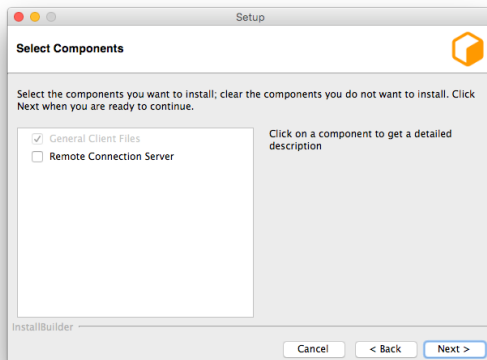 Setup
Select Components
Select the components you want to install; clear the components you do not want to install. Click
Next when you are ready to continue.
General Client Files
Remote Connection Server
Click on a component to get a detailed
description
InstallBuilder
Cancel
< Back
Next >